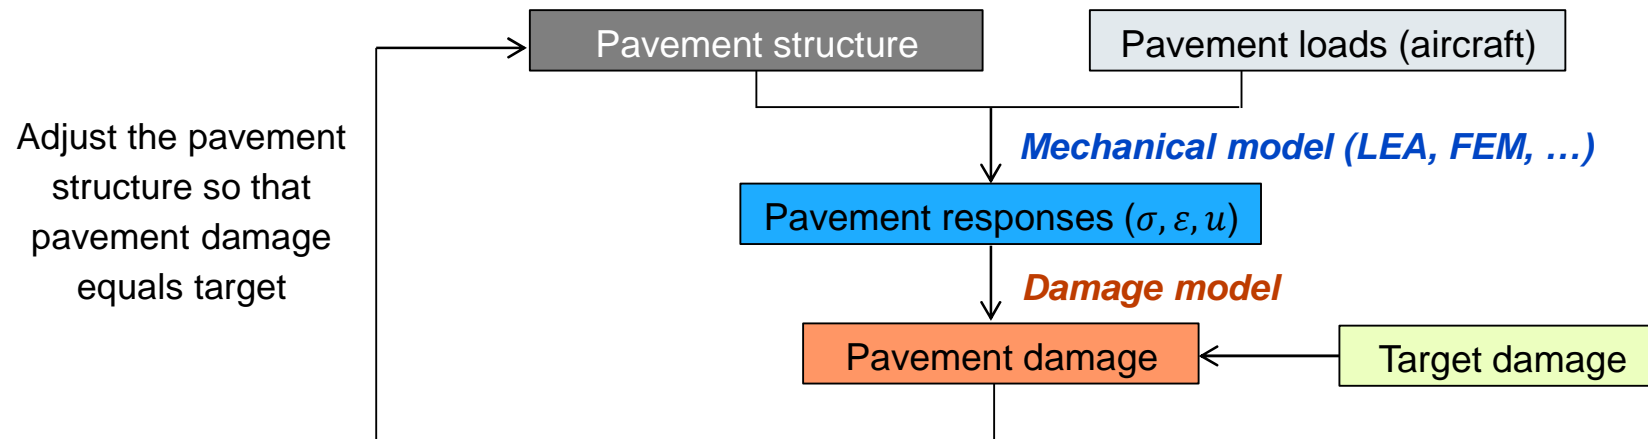 Pavement structure
Pavement loads (aircraft)
Adjust the pavement
structure so that
pavement damage
equals target
Mechanical model (LEA, FEM, …)
Pavement responses (𝜎, 𝜀, 𝑢)
Damage model
Pavement damage
Target damage